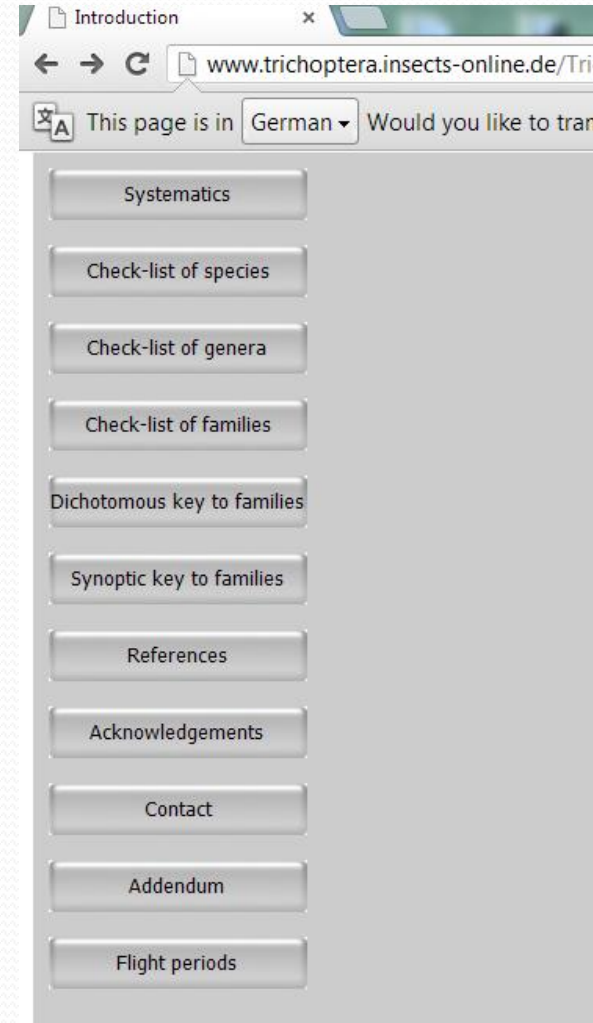 Introduction ×
www.trichoptera.insects-online.de/Tri
This page is in German Would you like to tran
Systematics
Check-list of species
Check-list of genera
Check-list of families
Dichotomous key to families
Synoptic key to families
References
Acknowledgements
Contact
Addendum
Flight periods